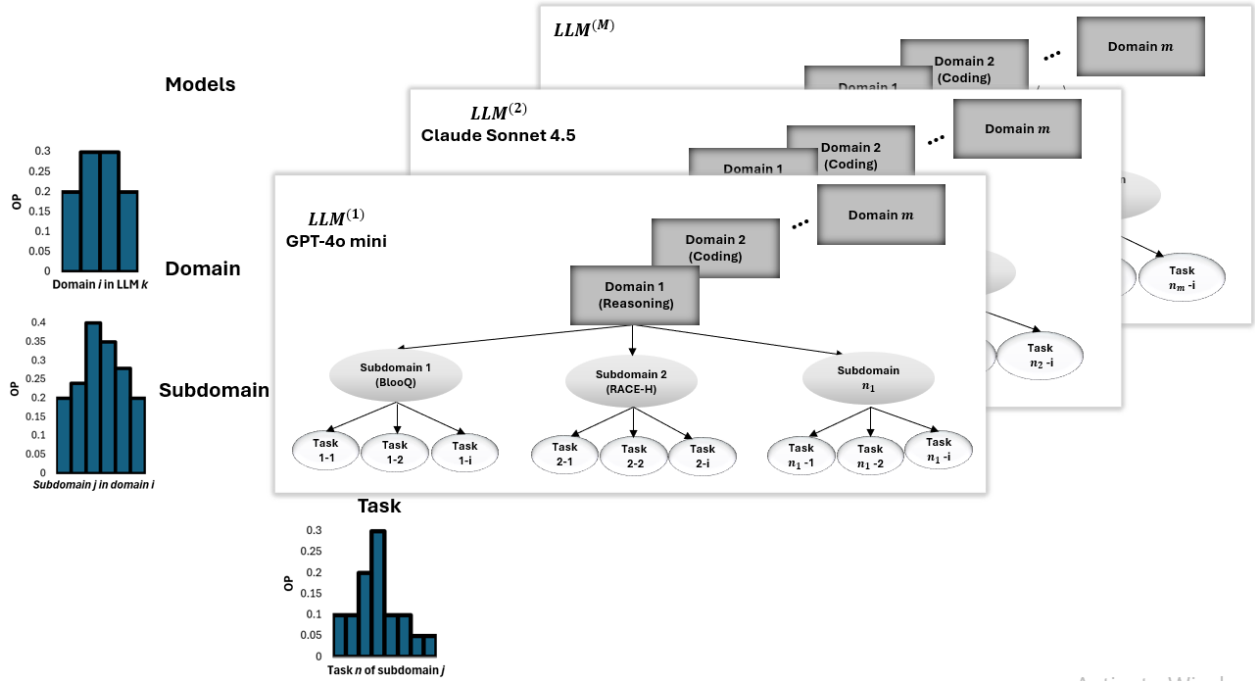 LLM^(M)
Domain m
Domain 2
(Coding)
Domain 1
Models
LLM^(2)
Claude Sonnet 4.5
Domain m
Domain 2
(Coding)
Domain 1
LLM^(1)
GPT-4o mini
Domain m
Domain 2
(Coding)
Domain 1
(Reasoning)
0.3
0.25
0.2
0.15
0.1
0.05
0
OP
Domain i in LLM k
Domain
Task
n_m -i
0.4
0.35
0.3
0.25
0.2
0.15
0.1
0.05
0
OP
Subdomain j in domain i
Subdomain
Subdomain 1
(BlooQ)
Subdomain 2
(RACE-H)
Subdomain
n_1
Task
n_2 -i
Task
1-1
Task
1-2
Task
1-i
Task
2-1
Task
2-2
Task
2-i
Task
n_1 -1
Task
n_1 -2
Task
n_1 -i
Task
0.3
0.25
0.2
0.15
0.1
0.05
0
OP
Task n of subdomain j